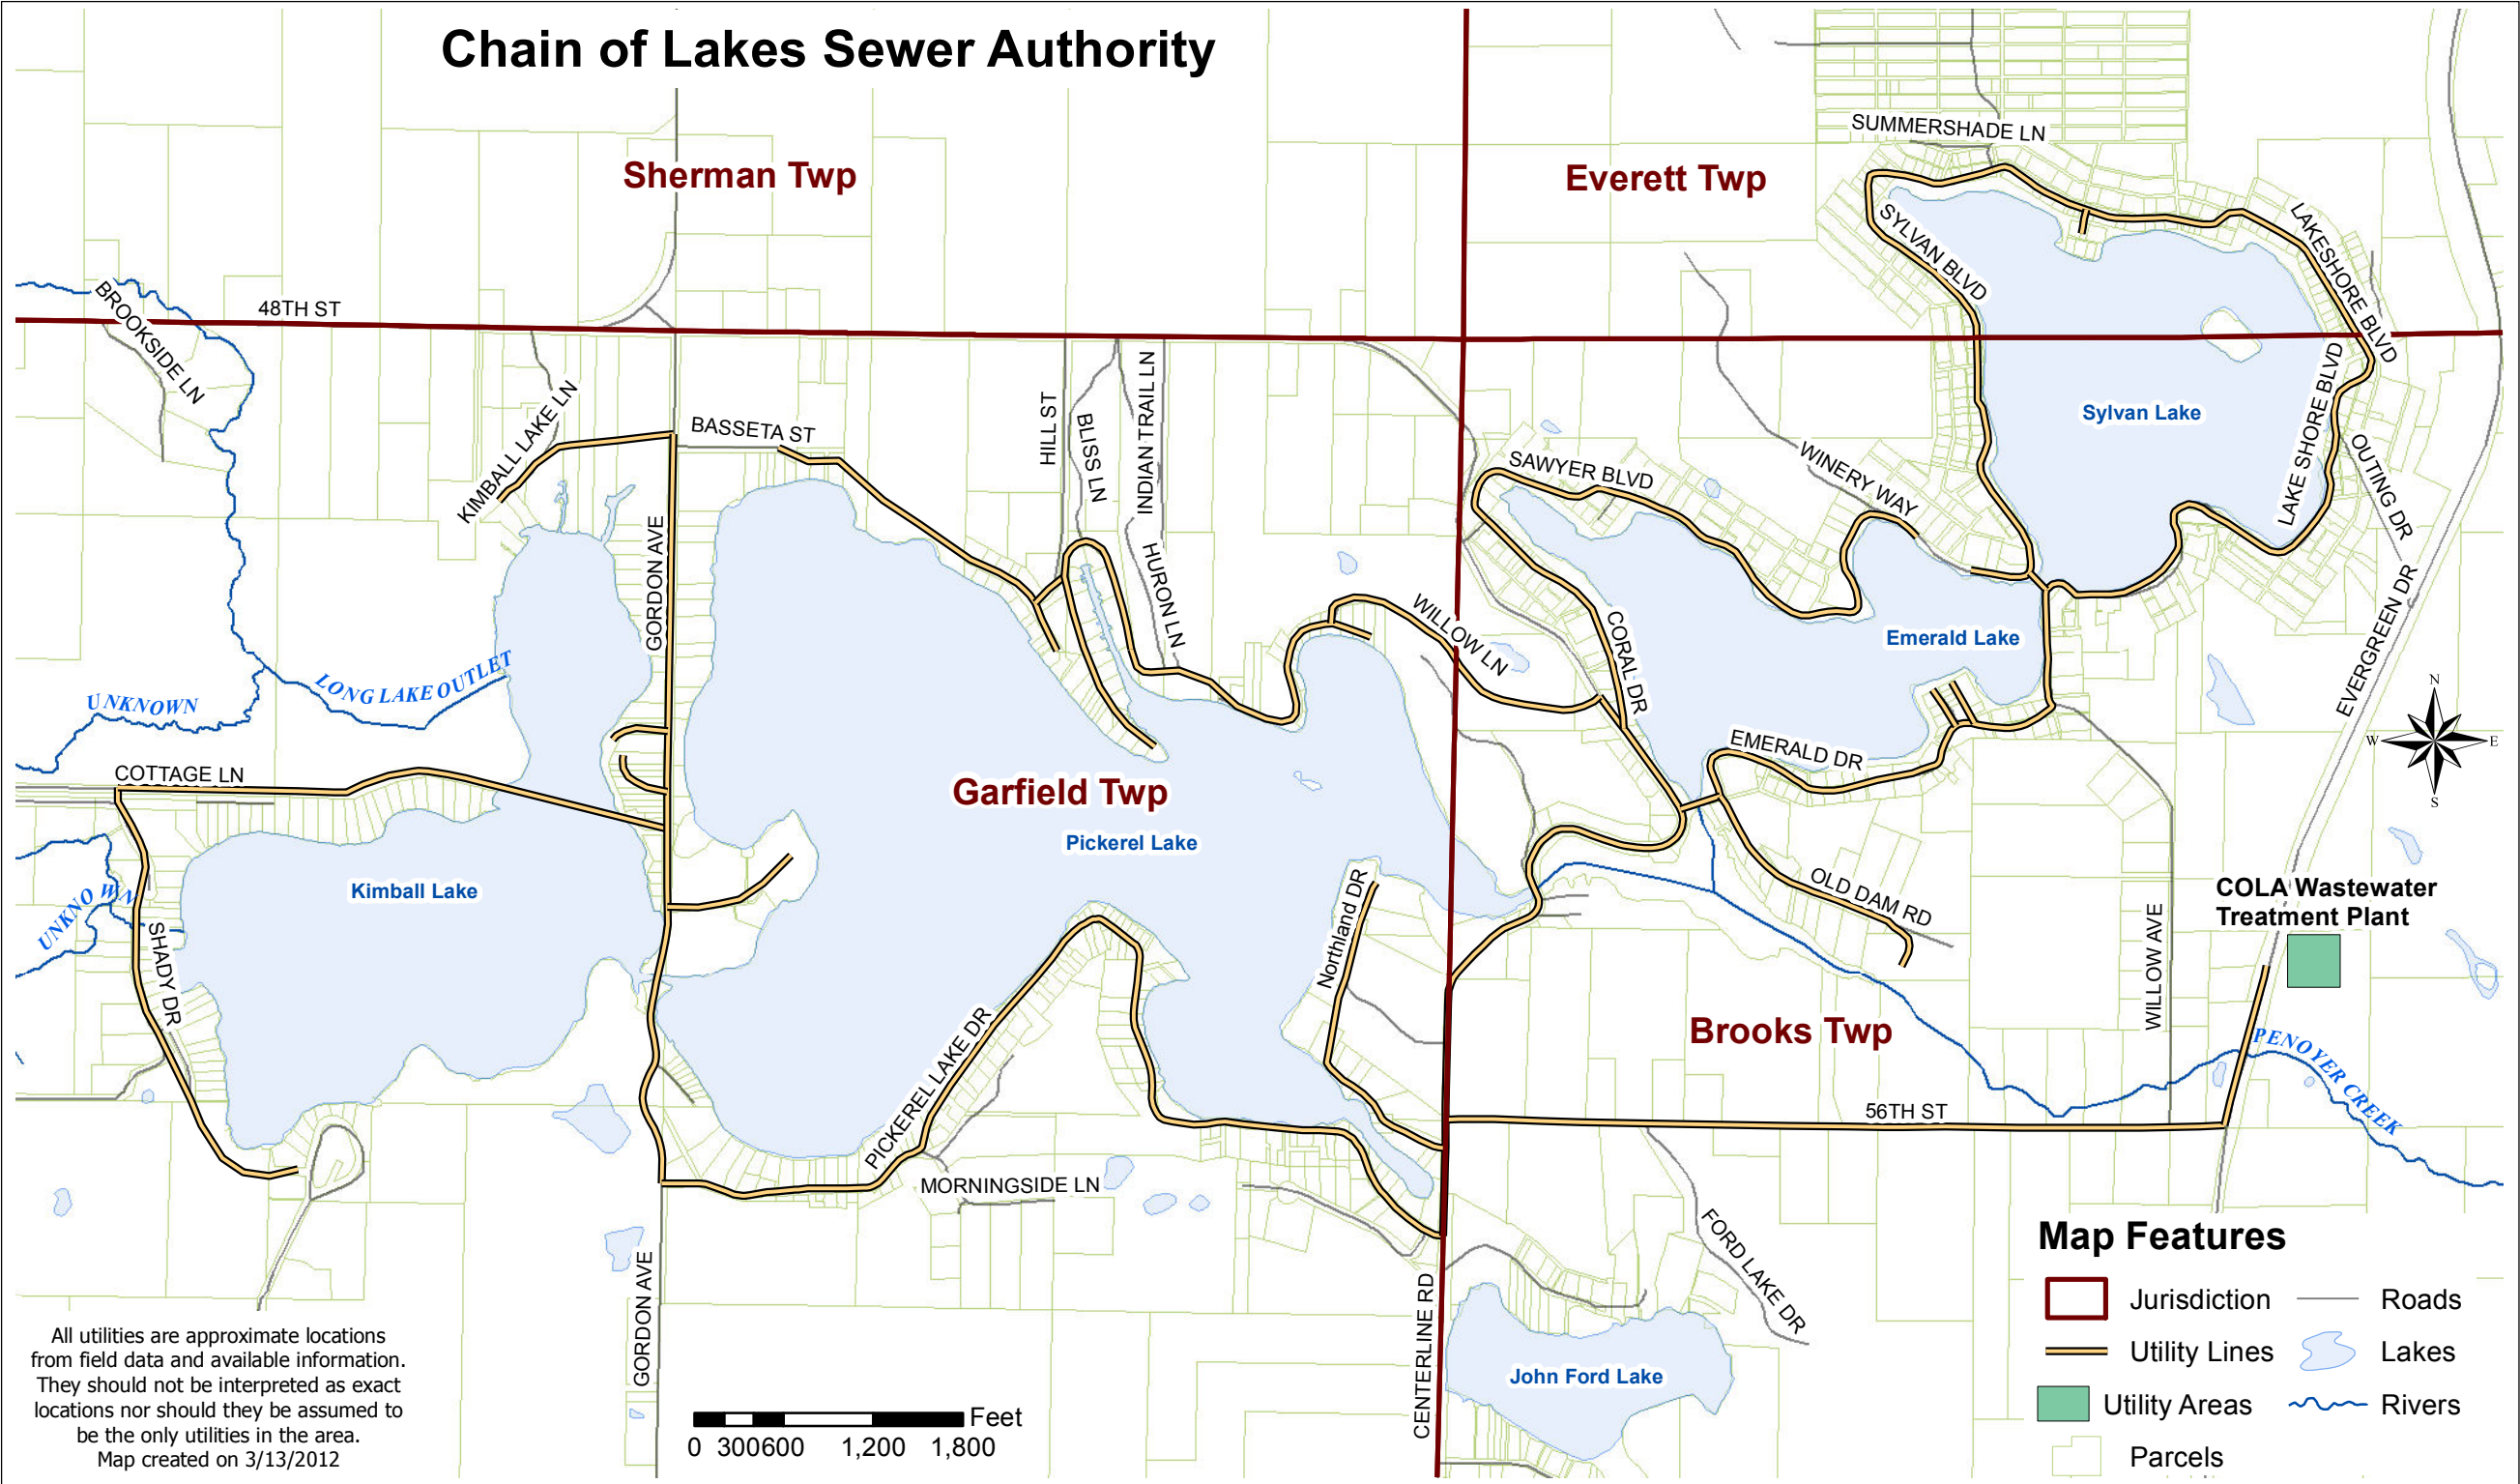 Chain of Lakes Sewer Authority
SUMMERSHADE LN
Sherman Twp
Everett Twp
SYLVAN BLVD
LAKESHORE BLVD
BROOKSIDE LN
48TH ST
KIMBALL LAKE LN
BASSETA ST
HILL ST
BLISS LN
INDIAN TRAIL LN
HURON LN
Sylvan Lake
LAKE SHORE BLVD
OUTING DR
SAWYER BLVD
WINERY WAY
GORDON AVE
WILLOW LN
CORAL DR
Emerald Lake
EVERGREEN DR
LONG LAKE OUTLET
UNKNOWN
N
W
E
S
COTTAGE LN
EMERALD DR
Garfield Twp
Pickerel Lake
Kimball Lake
UNKNOWN
SHADY DR
Northland DR
OLD DAM RD
COLA Wastewater
Treatment Plant
WILLOW AVE
Brooks Twp
PENOYER CREEK
PICKEREL LAKE DR
56TH ST
MORNINGSIDE LN
FORD LAKE DR
GORDON AVE
CENTERLINE RD
John Ford Lake
Map Features
Jurisdiction
Roads
Utility Lines
Lakes
Utility Areas
Rivers
Parcels
All utilities are approximate locations
from field data and available information.
They should not be interpreted as exact
locations nor should they be assumed to
be the only utilities in the area.
Map created on 3/13/2012
Feet
0 300600 1,200 1,800